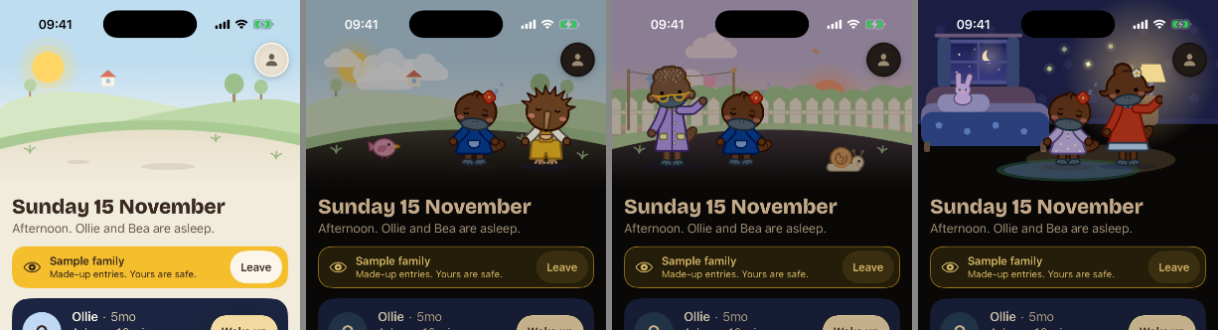 09:41
Sunday 15 November
Afternoon. Ollie and Bea are asleep.
Sample family
Made-up entries. Yours are safe.
Leave
Ollie · 5mo
09:41
Sunday 15 November
Afternoon. Ollie and Bea are asleep.
Sample family
Made-up entries. Yours are safe.
Leave
Ollie · 5mo
09:41
Sunday 15 November
Afternoon. Ollie and Bea are asleep.
Sample family
Made-up entries. Yours are safe.
Leave
Ollie · 5mo
09:41
Sunday 15 November
Afternoon. Ollie and Bea are asleep.
Sample family
Made-up entries. Yours are safe.
Leave
Ollie · 5mo